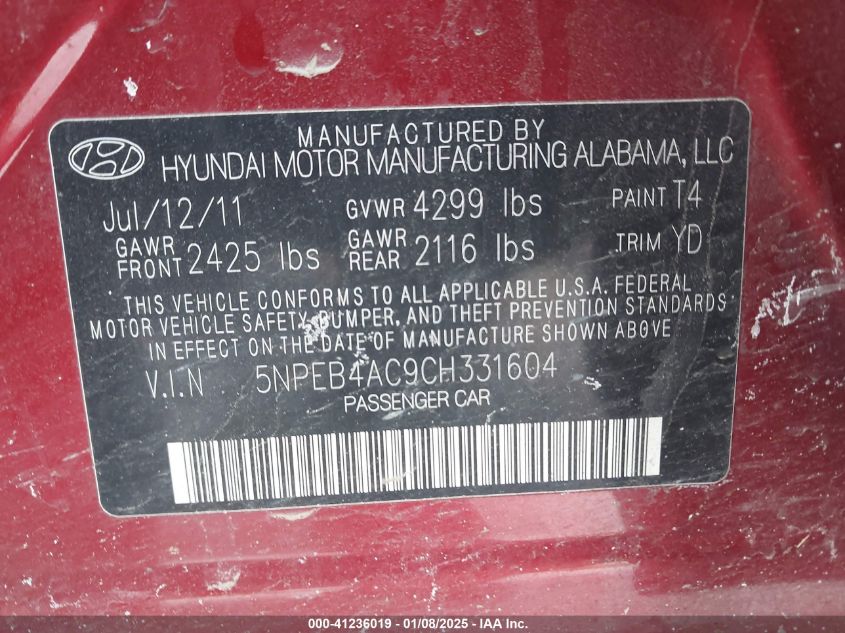 MANUFACTURED BY
HYUNDAI MOTOR MANUFACTURING ALABAMA, LLC
Jul/12/11 GVWR 4299 lbs PAINT T4
GAWR FRONT 2425 lbs GAWR REAR 2116 lbs TRIM YD
THIS VEHICLE CONFORMS TO ALL APPLICABLE U.S.A. FEDERAL
MOTOR VEHICLE SAFETY, BUMPER, AND THEFT PREVENTION STANDARDS
IN EFFECT ON THE DATE OF MANUFACTURE SHOWN ABOVE
V.I.N 5NPEB4AC9CH331604
PASSENGER CAR
000-41236019 - 01/08/2025 - COPYRIGHT © 2025 IAA, LLC.